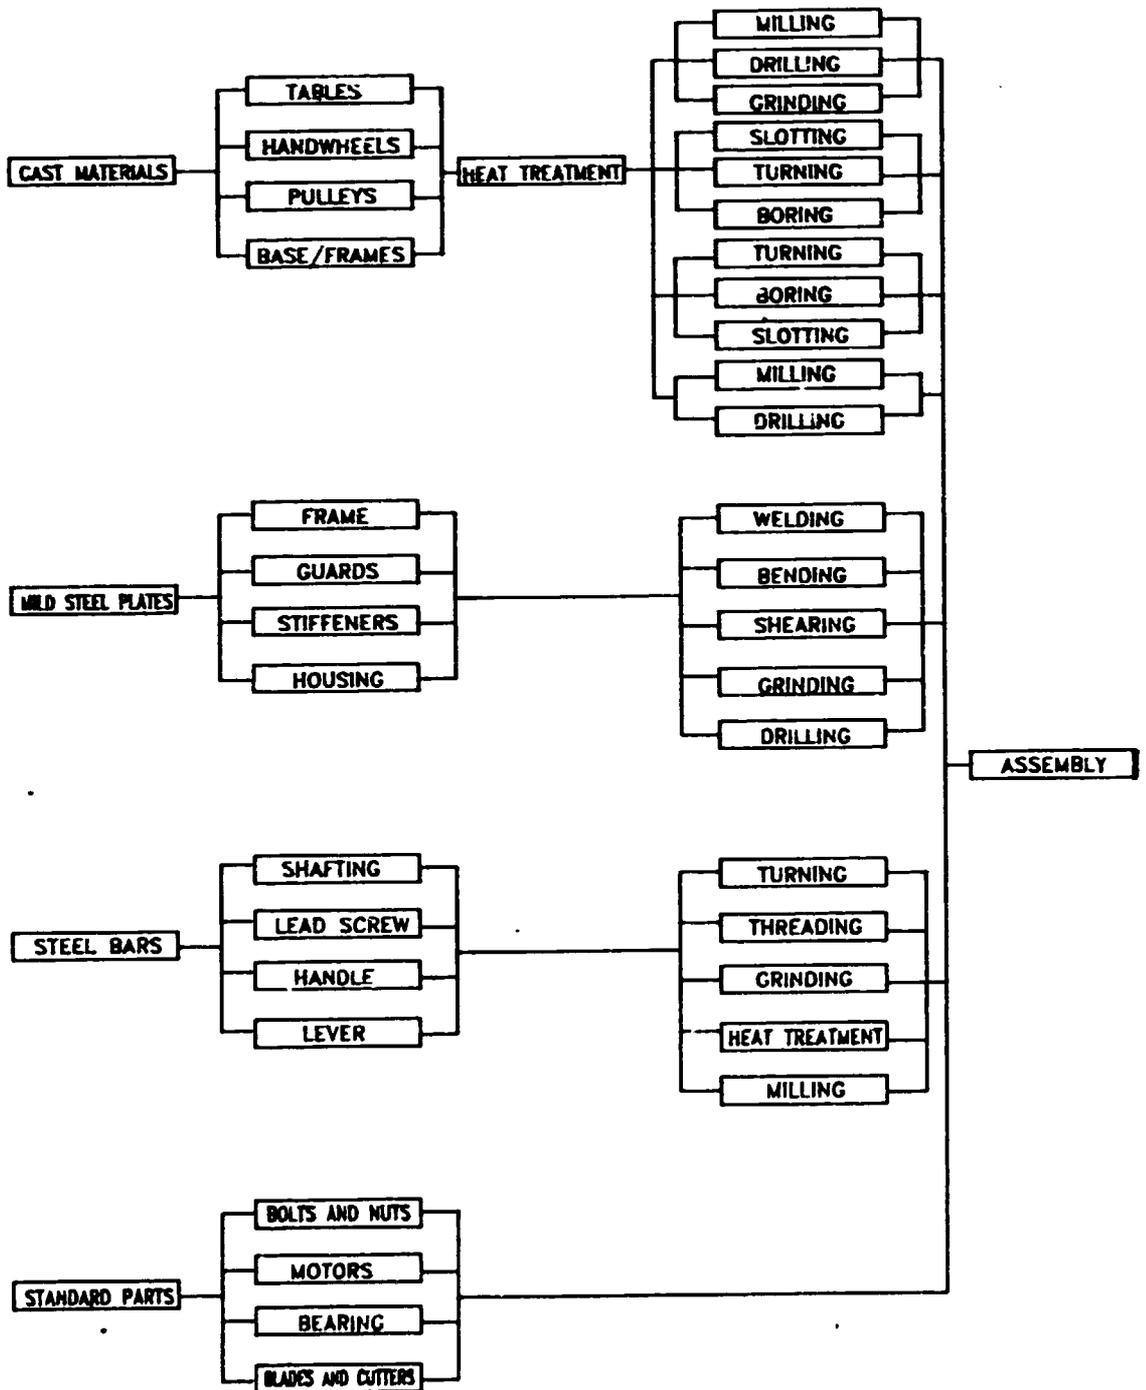 CAST MATERIALS
TABLES
HANDWHEELS
PULLEYS
BASE/FRAMES
HEAT TREATMENT
MILLING
DRILLING
GRINDING
SLOTTING
TURNING
BORING
TURNING
BORING
SLOTTING
MILLING
DRILLING
MILD STEEL PLATES
FRAME
GUARDS
STIFFENERS
HOUSING
WELDING
BENDING
SHEARING
GRINDING
DRILLING
ASSEMBLY
STEEL BARS
SHAFTING
LEAD SCREW
HANDLE
LEVER
TURNING
THREADING
GRINDING
HEAT TREATMENT
MILLING
STANDARD PARTS
BOLTS AND NUTS
MOTORS
BEARING
BLADES AND CUTTERS